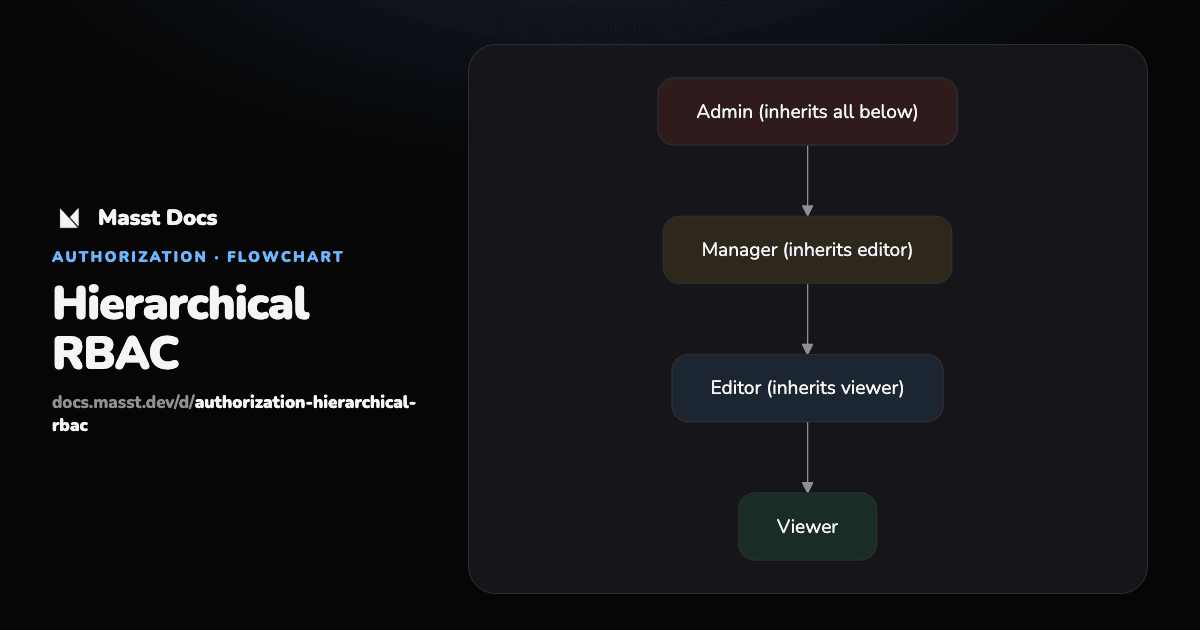 Masst Docs
AUTHORIZATION · FLOWCHART
Hierarchical
RBAC
docs.masst.dev/d/authorization-hierarchical-
rbac
Admin (inherits all below)
Manager (inherits editor)
Editor (inherits viewer)
Viewer